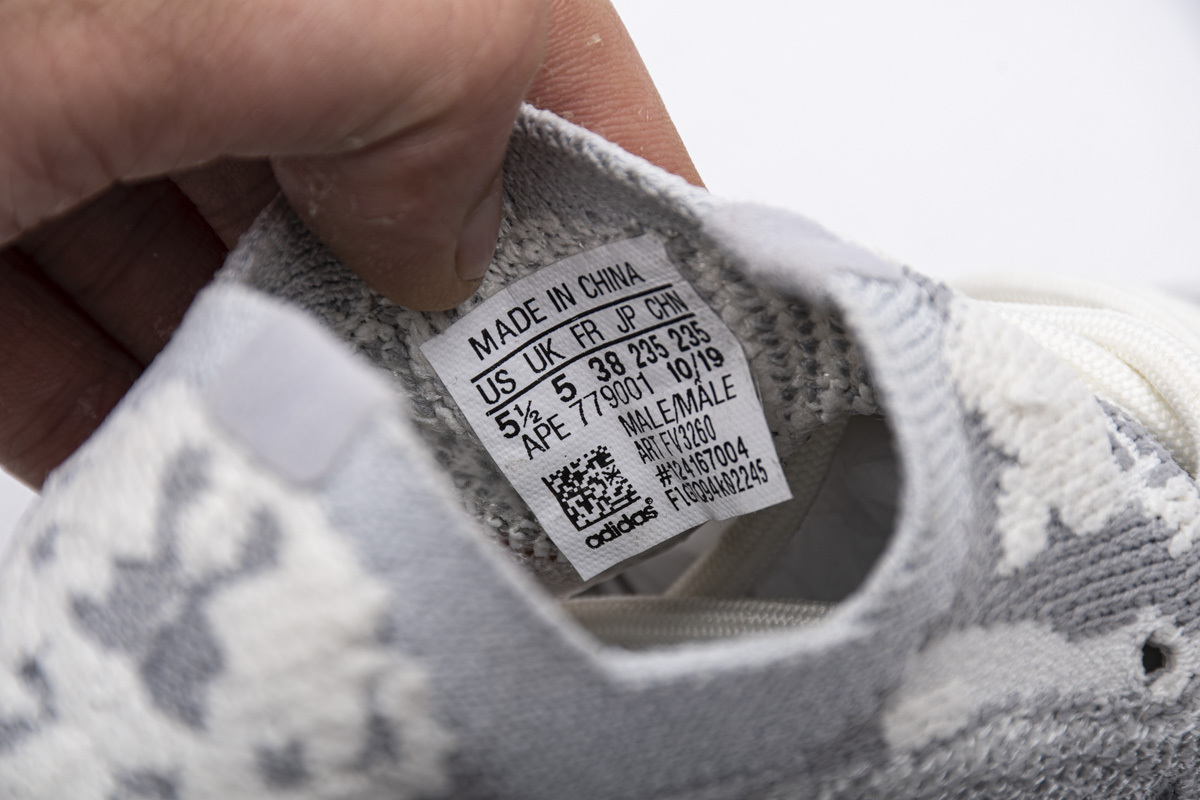 MADE IN CHINA
US UK FR JP CHN
5½ 5 38 235 235
APE 779001 10/19
MALE/MÂLE
ART FV3260
#124167004
adidas®